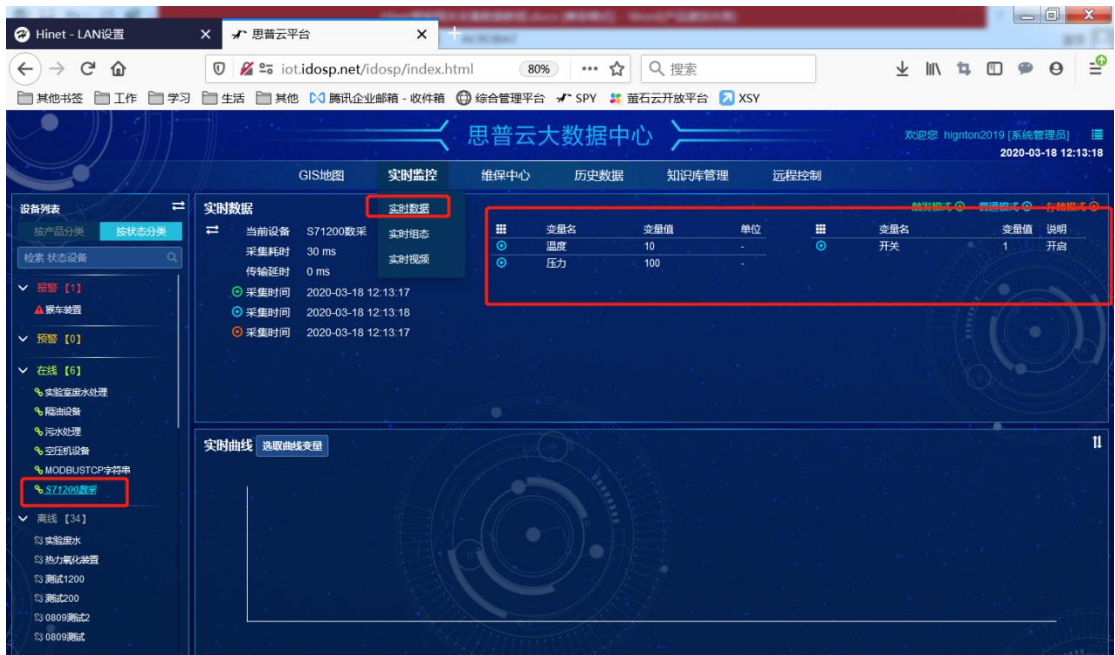 Hinet - LAN设置
思普云平台
iot.idosp.net/idosp/index.html
80%
搜索
其他书签 工作 学习 生活 其他 腾讯企业邮箱 - 收件箱 综合管理平台 SPY 萤石云开放平台 XSY
思普云大数据中心
欢迎您 hignton2019 [系统管理员]
2020-03-18 12:13:18
GIS地图 实时监控 维保中心 历史数据 知识库管理 远程控制
设备列表
按产品分类 按状态分类
检索 状态设备
报警【1】
猴车装置
预警【0】
在线【6】
实验室废水处理
隔油设备
污水处理
空压机设备
MODBUSTCP字符串
S71200数采
离线【34】
实验废水
热力氧化装置
测试1200
测试200
0809测试2
0809测试
实时数据
实时数据
实时组态
实时视频
触发模式 普通模式 存储模式
当前设备 S71200数采
采集耗时 30 ms
传输延时 0 ms
采集时间 2020-03-18 12:13:17
采集时间 2020-03-18 12:13:18
采集时间 2020-03-18 12:13:17
变量名 变量值 单位 变量名 变量值 说明
温度 10 - 开关 1 开启
压力 100 -
实时曲线 选取曲线变量